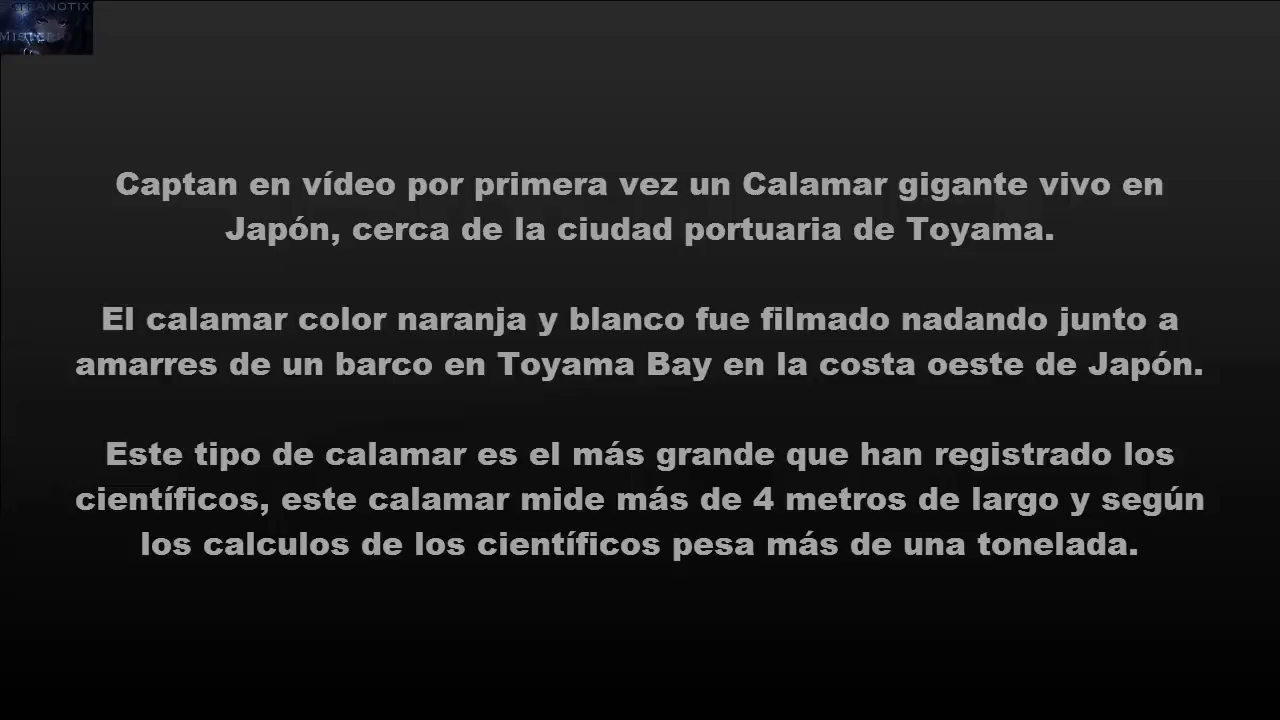 Misterio
Captan en vídeo por primera vez un Calamar gigante vivo en
Japón, cerca de la ciudad portuaria de Toyama.
El calamar color naranja y blanco fue filmado nadando junto a
amarres de un barco en Toyama Bay en la costa oeste de Japón.
Este tipo de calamar es el más grande que han registrado los
científicos, este calamar mide más de 4 metros de largo y según
los calculos de los científicos pesa más de una tonelada.